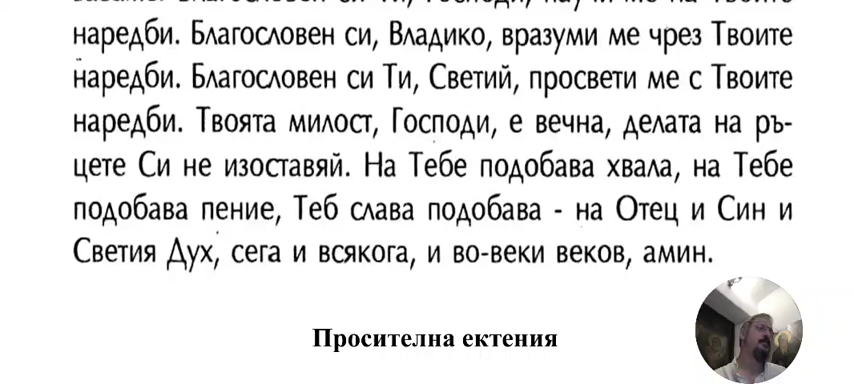 наредби. Благословен си, Владико, вразуми ме чрез Твоите
наредби. Благословен си Ти, Светий, просвети ме с Твоите
наредби. Твоята милост, Господи, е вечна, делата на ръ-
цете Си не изоставяй. На Тебе подобава хвала, на Тебе
подобава пение, Теб слава подобава - на Отец и Син и
Светия Дух, сега и всякога, и во-веки веков, амин.
Просителна ектения